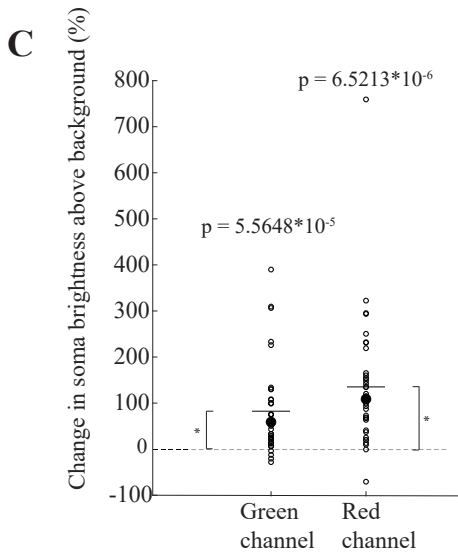 C
Change in soma brightness above background (%)
800
700
600
500
400
300
200
100
0
-100
p = 6.5213*10⁻⁶
p = 5.5648*10⁻⁵
*
*
Green
channel
Red
channel